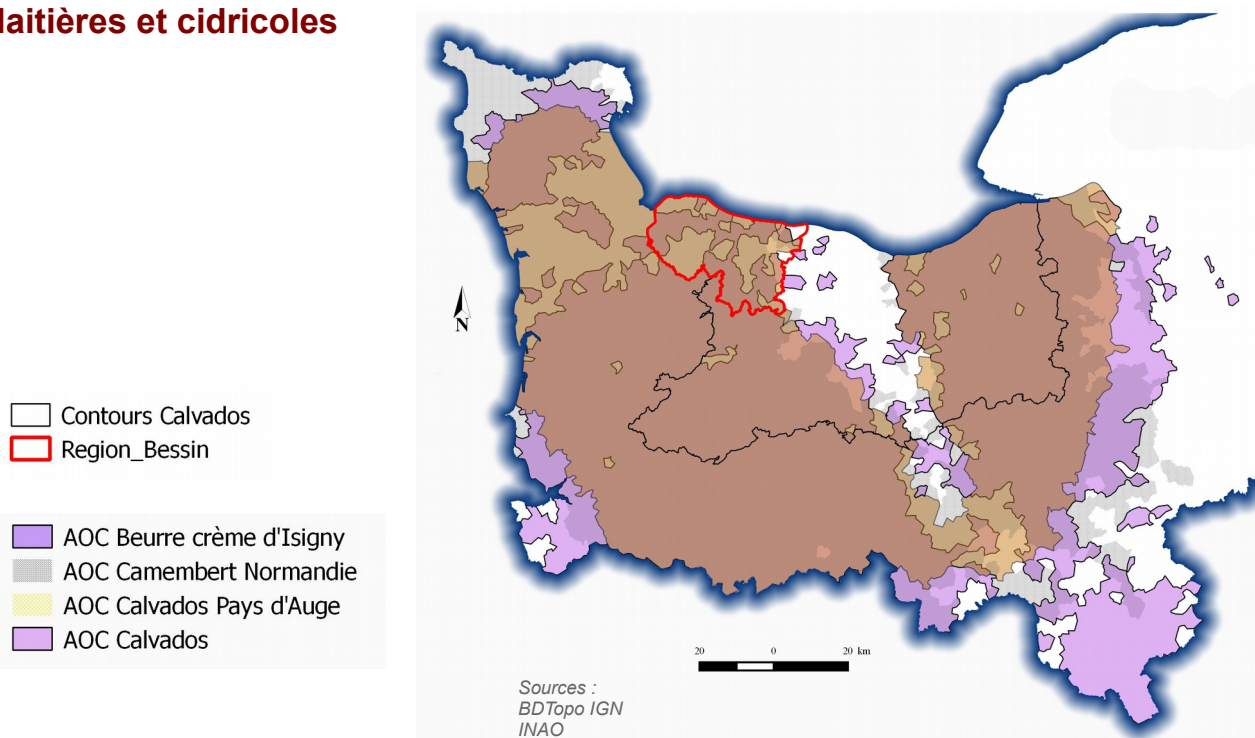 laitières et cidricoles
N
Contours Calvados
Region_Bessin
AOC Beurre crème d'Isigny
AOC Camembert Normandie
AOC Calvados Pays d'Auge
AOC Calvados
20 0 20 km
Sources :
BDTopo IGN
INAO